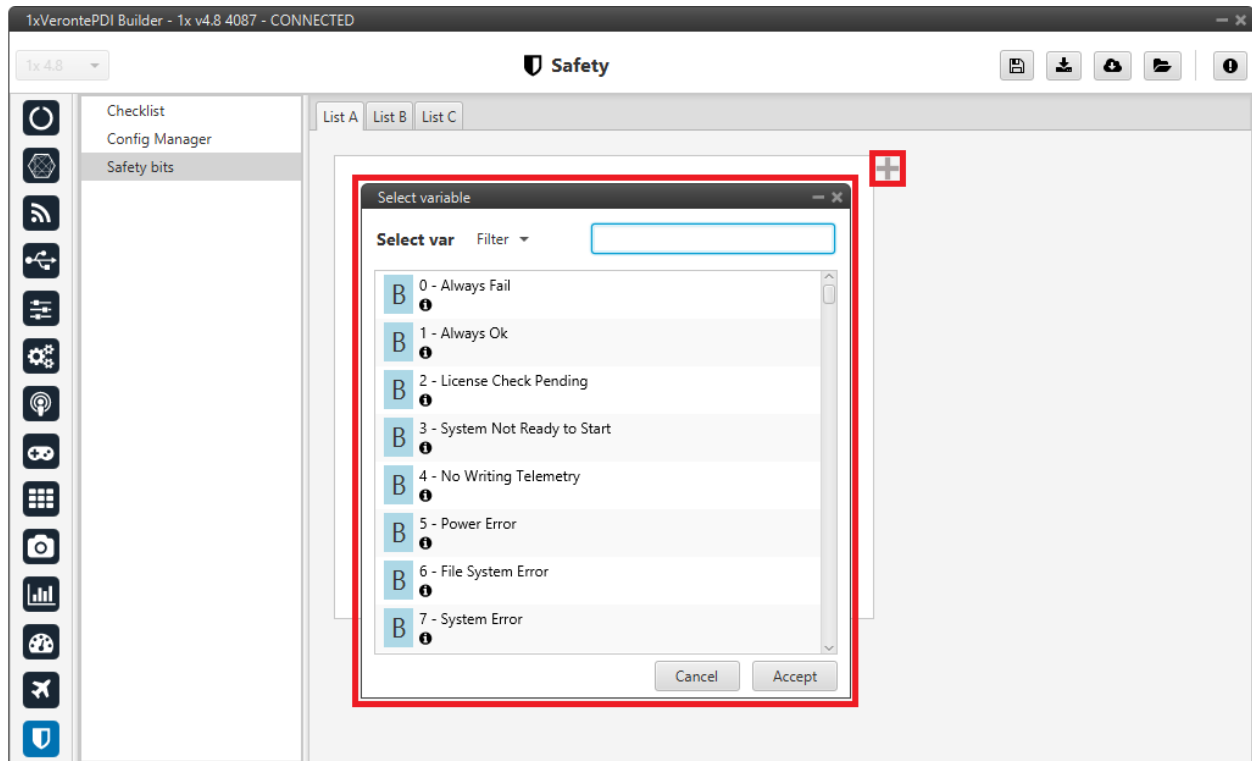 1xVerontePDI Builder - 1x v4.8 4087 - CONNECTED
1x 4.8
Safety
Checklist
Config Manager
Safety bits
List A List B List C
Select variable
Select var Filter
B 0 - Always Fail
B 1 - Always Ok
B 2 - License Check Pending
B 3 - System Not Ready to Start
B 4 - No Writing Telemetry
B 5 - Power Error
B 6 - File System Error
B 7 - System Error
Cancel Accept